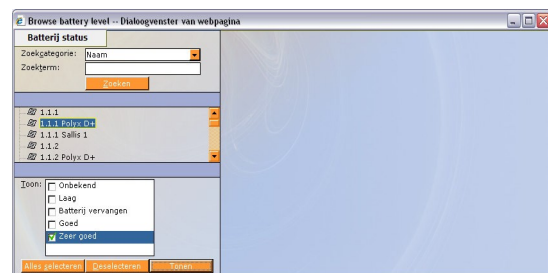 Browse battery level -- Dialoogvenster van webpagina
Batterij status
Zoekcategorie: Naam
Zoekterm:
Zoeken
1.1.1
1.1.1 Polyx D+
1.1.1 Sallis 1
1.1.2
1.1.2 Polyx D+
Toon: Onbekend
Laag
Batterij vervangen
Goed
Zeer goed
Alles selecteren Deselecteren Tonen